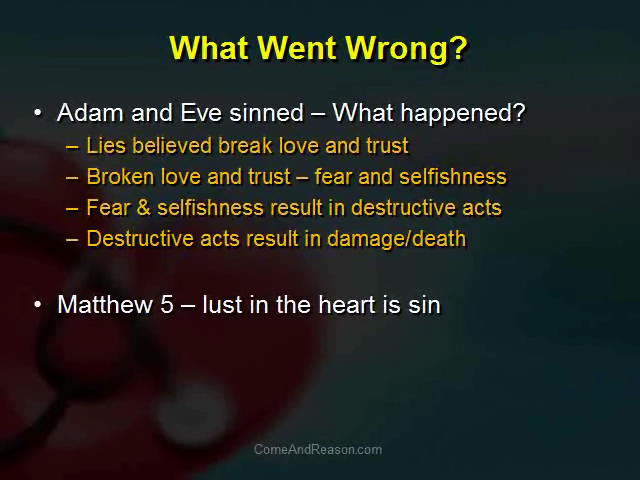 What Went Wrong?
• Adam and Eve sinned – What happened?
– Lies believed break love and trust
– Broken love and trust – fear and selfishness
– Fear & selfishness result in destructive acts
– Destructive acts result in damage/death
• Matthew 5 – lust in the heart is sin
ComeAndReason.com